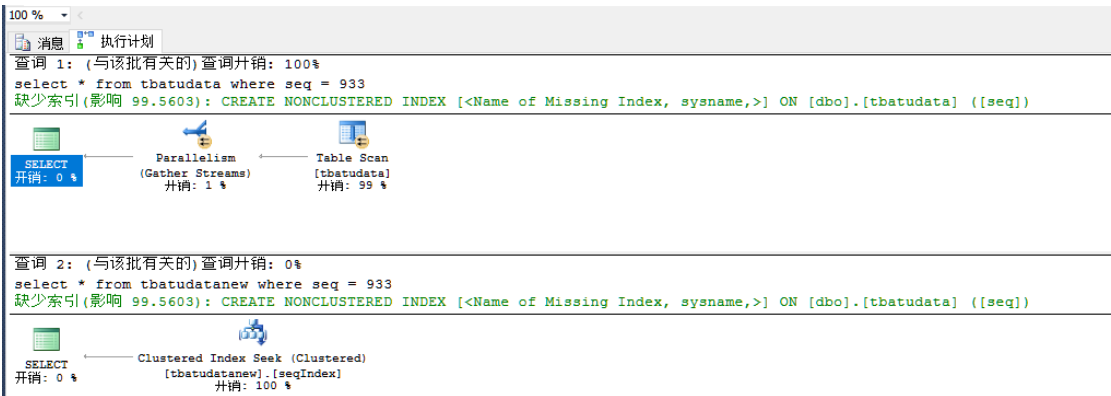 100 %
消息 执行计划
查询 1: (与该批有关的)查询开销: 100%
select * from tbatudata where seq = 933
缺少索引(影响 99.5603): CREATE NONCLUSTERED INDEX [<Name of Missing Index, sysname,>] ON [dbo].[tbatudata] ([seq])
SELECT
开销: 0 %
Parallelism
(Gather Streams)
开销: 1 %
Table Scan
[tbatudata]
开销: 99 %
查询 2: (与该批有关的)查询开销: 0%
select * from tbatudatanew where seq = 933
缺少索引(影响 99.5603): CREATE NONCLUSTERED INDEX [<Name of Missing Index, sysname,>] ON [dbo].[tbatudata] ([seq])
SELECT
开销: 0 %
Clustered Index Seek (Clustered)
[tbatudatanew].[seqIndex]
开销: 100 %